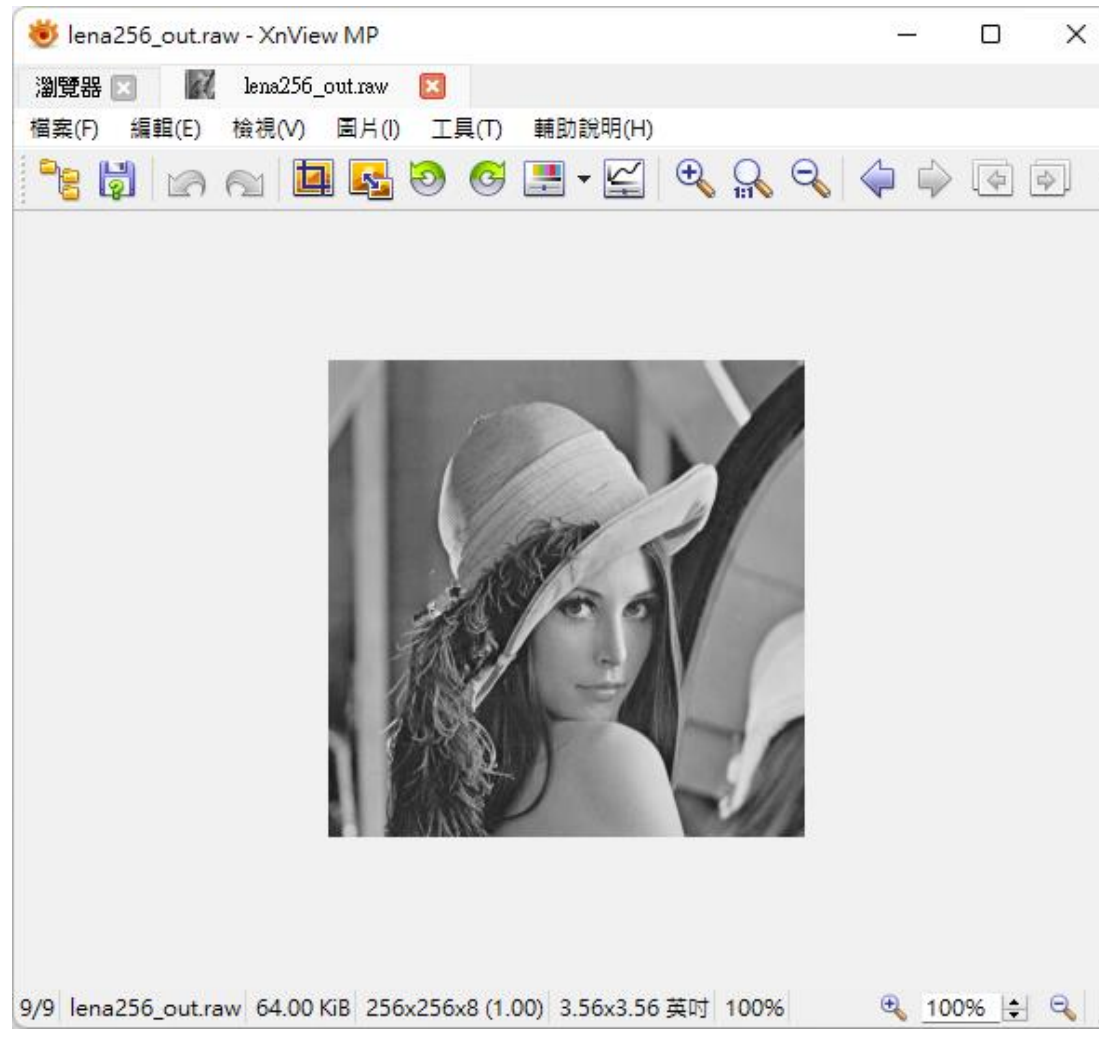 lena256_out.raw - XnView MP
瀏覽器 lena256_out.raw
檔案(F) 編輯(E) 檢視(V) 圖片(I) 工具(T) 輔助說明(H)
1:1
9/9 lena256_out.raw 64.00 KiB 256x256x8 (1.00) 3.56x3.56 英吋 100% 100%